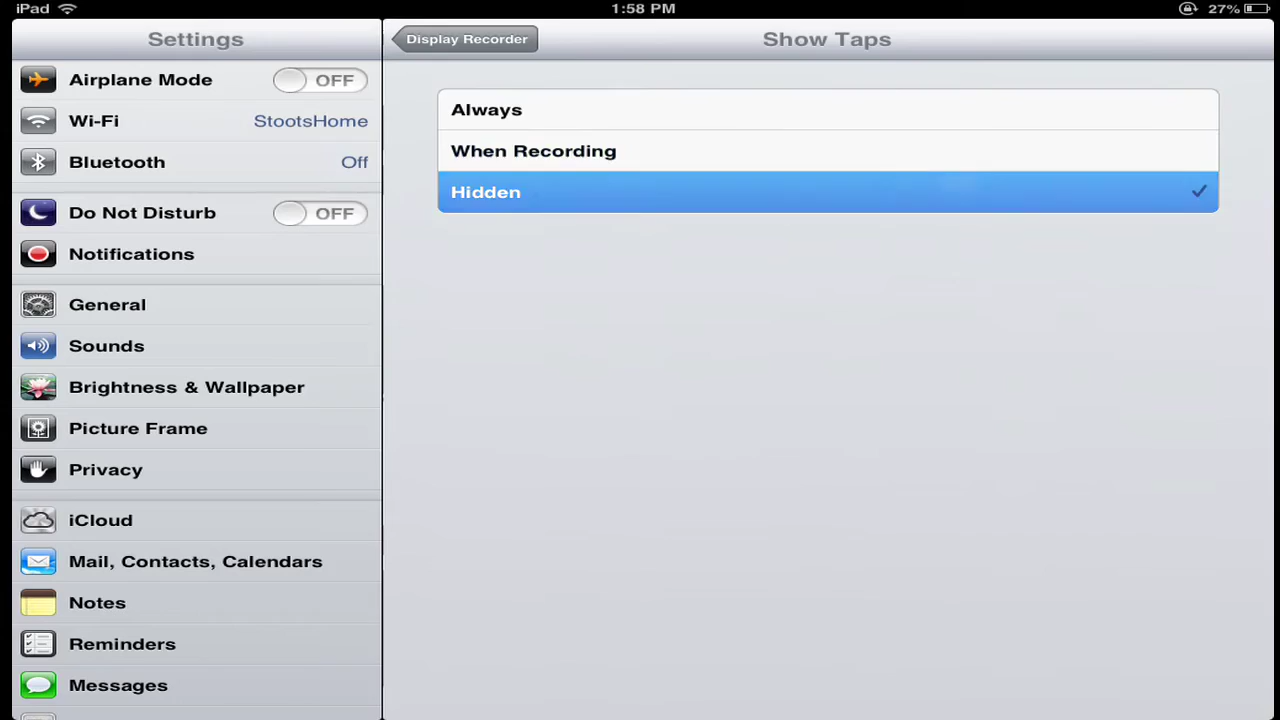 iPad 1:58 PM 27%
Settings
Display Recorder
Show Taps
Airplane Mode OFF
Wi-Fi StootsHome
Bluetooth Off
Do Not Disturb OFF
Notifications
General
Sounds
Brightness & Wallpaper
Picture Frame
Privacy
iCloud
Mail, Contacts, Calendars
Notes
Reminders
Messages
Always
When Recording
Hidden